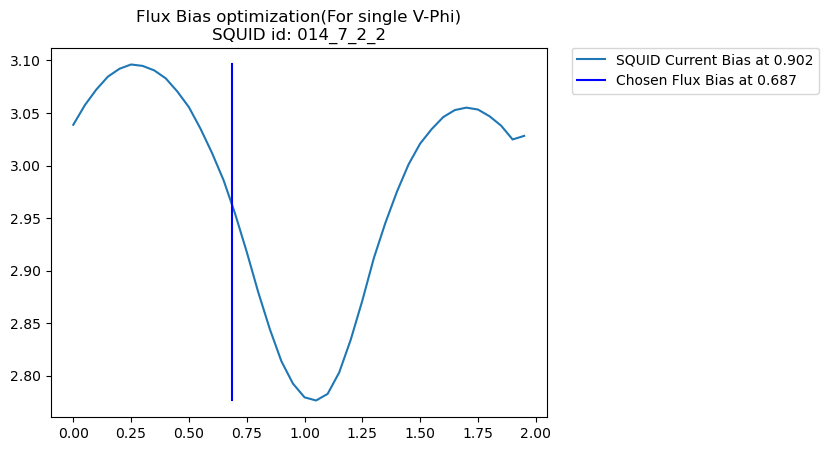 Flux Bias optimization(For single V-Phi)
SQUID id: 014_7_2_2
SQUID Current Bias at 0.902
Chosen Flux Bias at 0.687
3.10
3.05
3.00
2.95
2.90
2.85
2.80
0.00 0.25 0.50 0.75 1.00 1.25 1.50 1.75 2.00